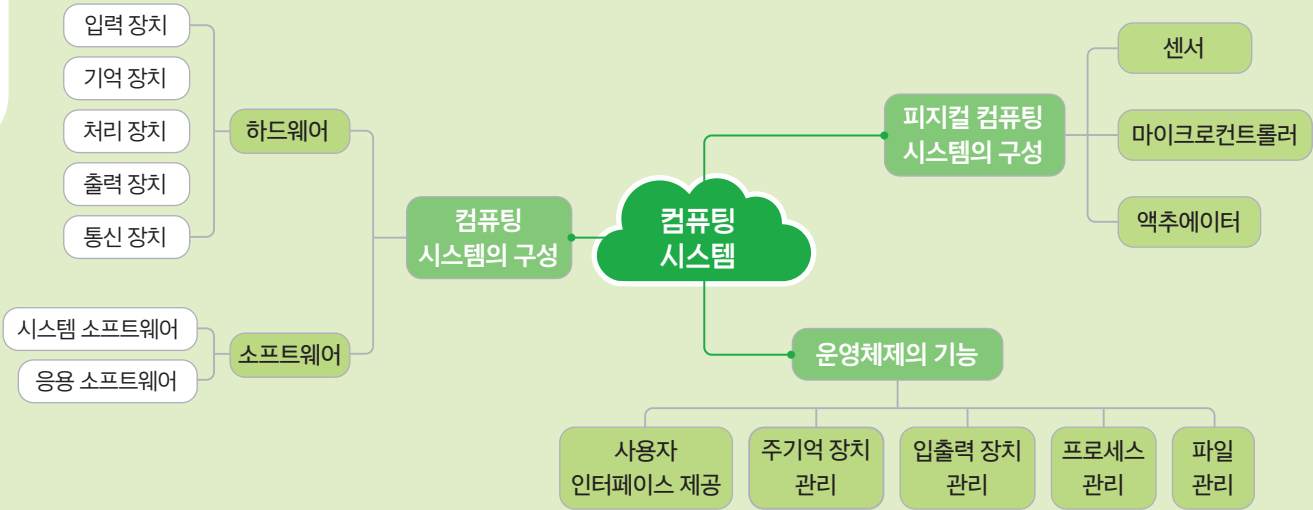 입력 장치
기억 장치
처리 장치
출력 장치
통신 장치
하드웨어
시스템 소프트웨어
응용 소프트웨어
소프트웨어
컴퓨팅
시스템의 구성
컴퓨팅
시스템
피지컬 컴퓨팅
시스템의 구성
센서
마이크로컨트롤러
액추에이터
운영체제의 기능
사용자
인터페이스 제공
주기억 장치
관리
입출력 장치
관리
프로세스
관리
파일
관리